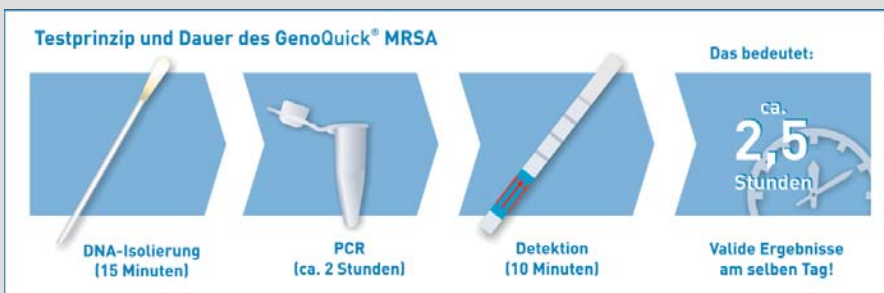 Testprinzip und Dauer des GenoQuick® MRSA
Das bedeutet:
ca.
2,5
Stunden
DNA-Isolierung
(15 Minuten)
PCR
(ca. 2 Stunden)
Detektion
(10 Minuten)
Valide Ergebnisse
am selben Tag!